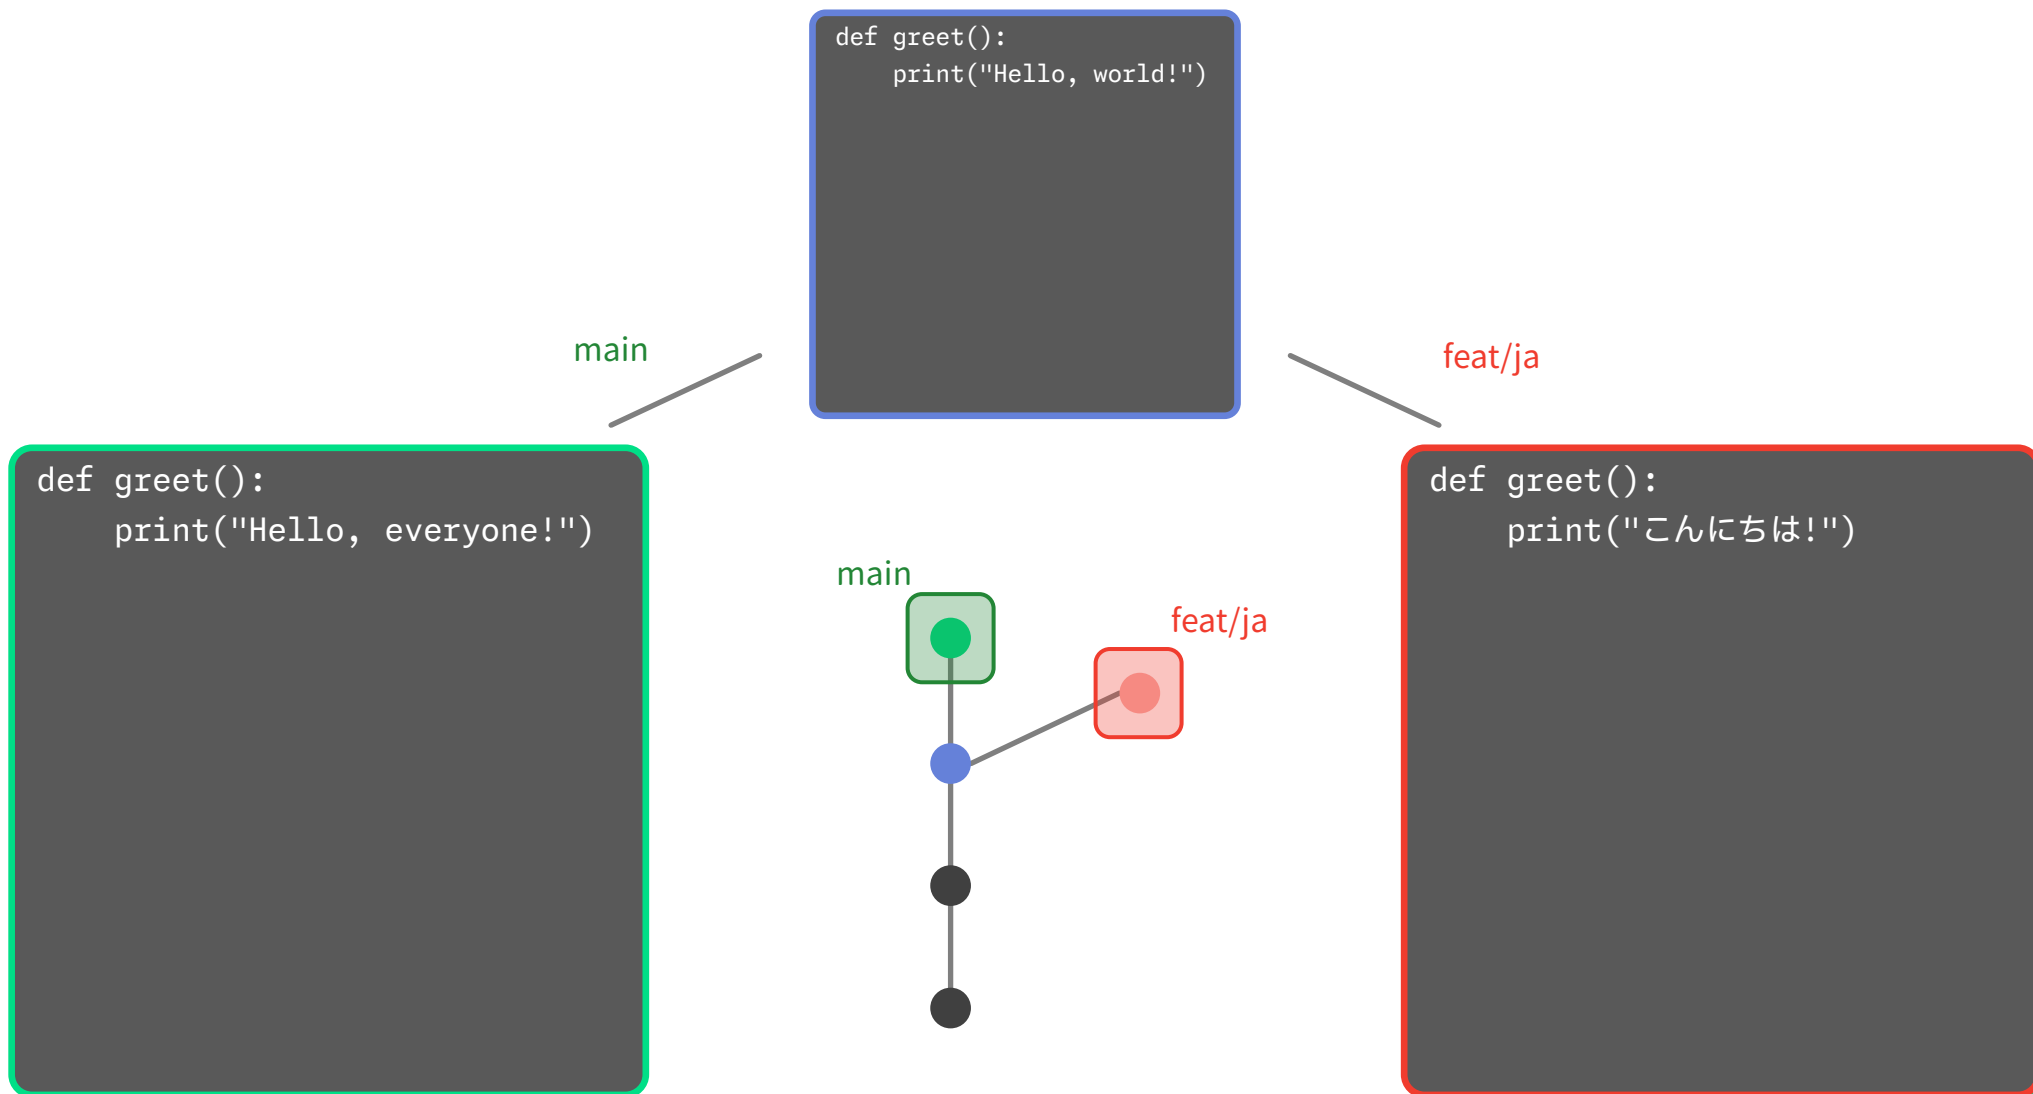 def greet():
    print("Hello, world!")
main
feat/ja
def greet():
    print("Hello, everyone!")
def greet():
    print("こんにちは!")
main
feat/ja